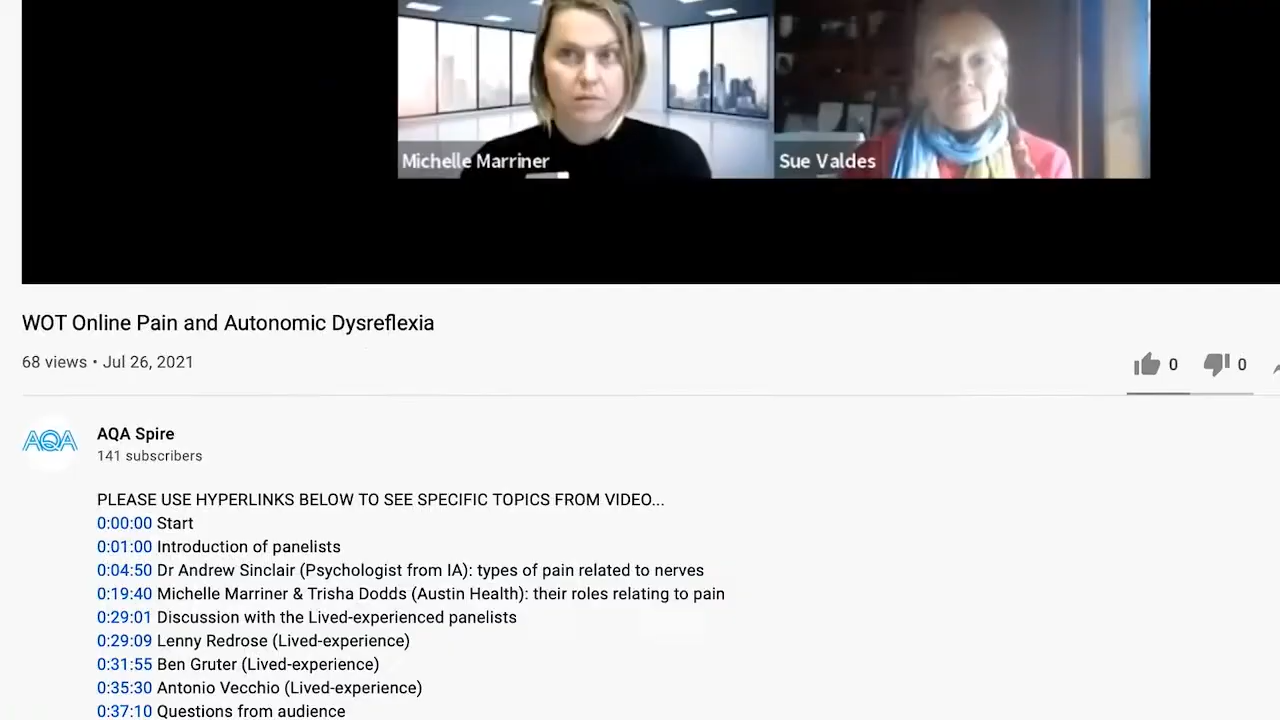 Michelle Marriner
Sue Valdes
WOT Online Pain and Autonomic Dysreflexia
68 views • Jul 26, 2021
0
0
AQA
AQA Spire
141 subscribers
PLEASE USE HYPERLINKS BELOW TO SEE SPECIFIC TOPICS FROM VIDEO...
0:00:00 Start
0:01:00 Introduction of panelists
0:04:50 Dr Andrew Sinclair (Psychologist from IA): types of pain related to nerves
0:19:40 Michelle Marriner & Trisha Dodds (Austin Health): their roles relating to pain
0:29:01 Discussion with the Lived-experienced panelists
0:29:09 Lenny Redrose (Lived-experience)
0:31:55 Ben Gruter (Lived-experience)
0:35:30 Antonio Vecchio (Lived-experience)
0:37:10 Questions from audience